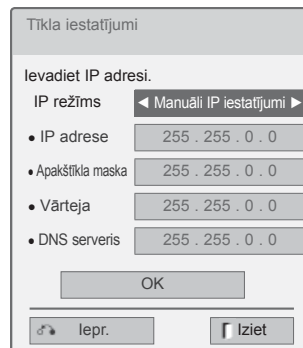 Tīkla iestatījumi
Ievadiet IP adresi.
IP režīms ◄ Manuāli IP iestatījumi ►
• IP adrese 255 . 255 . 0 . 0
• Apakštīkla maska 255 . 255 . 0 . 0
• Vārteja 255 . 255 . 0 . 0
• DNS serveris 255 . 255 . 0 . 0
OK
Iepr. Iziet